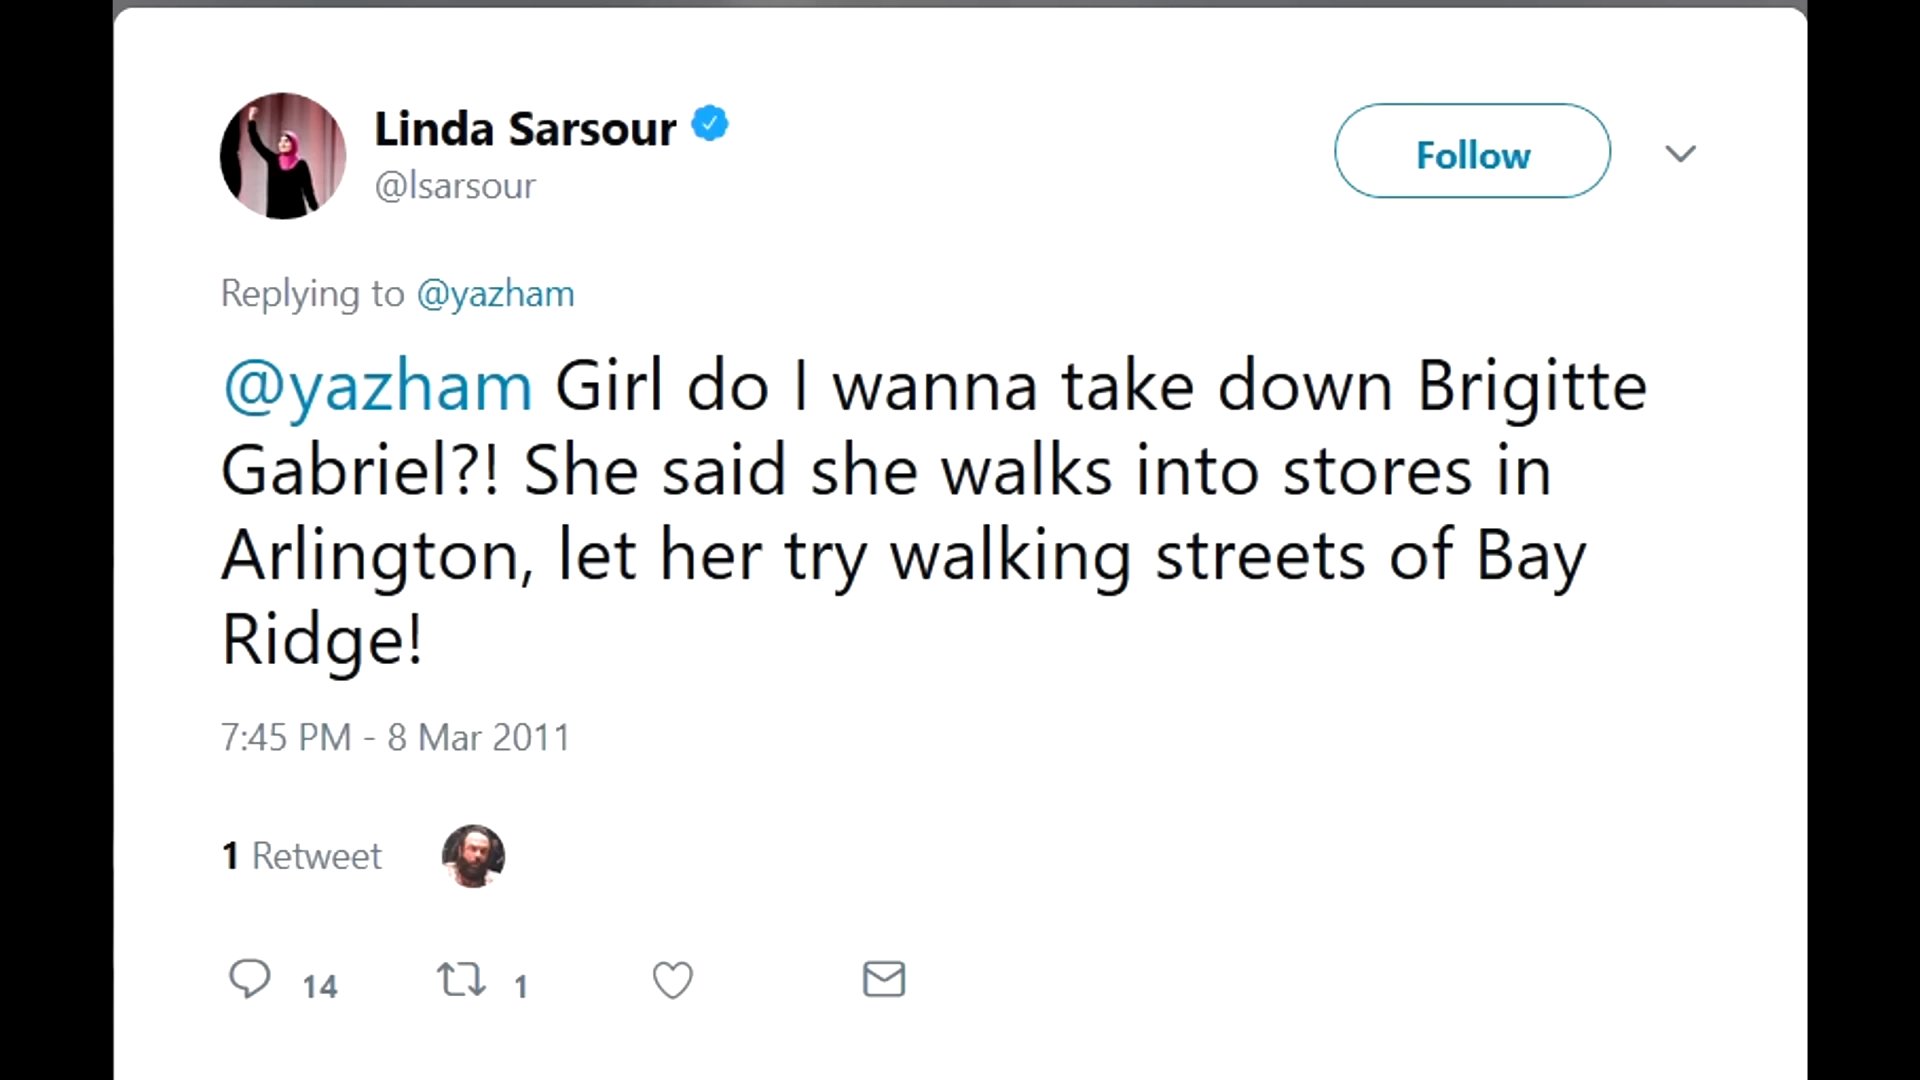 Linda Sarsour
@lsarsour
Follow
Replying to @yazham
@yazham Girl do I wanna take down Brigitte
Gabriel?! She said she walks into stores in
Arlington, let her try walking streets of Bay
Ridge!
7:45 PM - 8 Mar 2011
1 Retweet
14 1